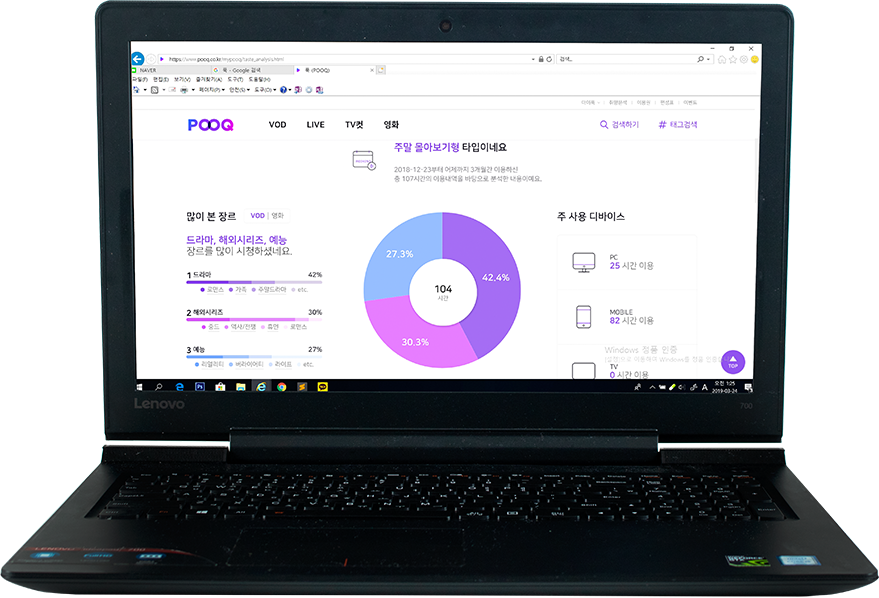 https://www.pooq.co.kr/mypooq/taste_analysis.html
검색...
NAVER
푹 - Google 검색
푹 (POOQ)
파일(F) 편집(E) 보기(V) 즐겨찾기(A) 도구(T) 도움말(H)
페이지(P) 안전(S) 도구(O)
POOQ
VOD LIVE TV컷 영화
검색하기 # 태그검색
주말 몰아보기형 타입이네요
2018-12-23부터 어제까지 3개월간 이용하신
총 107시간의 이용내역을 바탕으로 분석한 내용이에요.
많이 본 장르 VOD | 영화
드라마, 해외시리즈, 예능
장르를 많이 시청하셨네요.
1 드라마 42%
로맨스 가족 주말드라마 etc.
2 해외시리즈 30%
중드 역사/전쟁 휴먼 로맨스
3 예능 27%
리얼리티 버라이어티 라이프 etc.
27.3%
42.4%
30.3%
104
시간
주 사용 디바이스
PC
25 시간 이용
MOBILE
82 시간 이용
Windows 정품 인증
TV
0 시간 이용
TOP
오전 1:25
2019-03-24
Lenovo
700